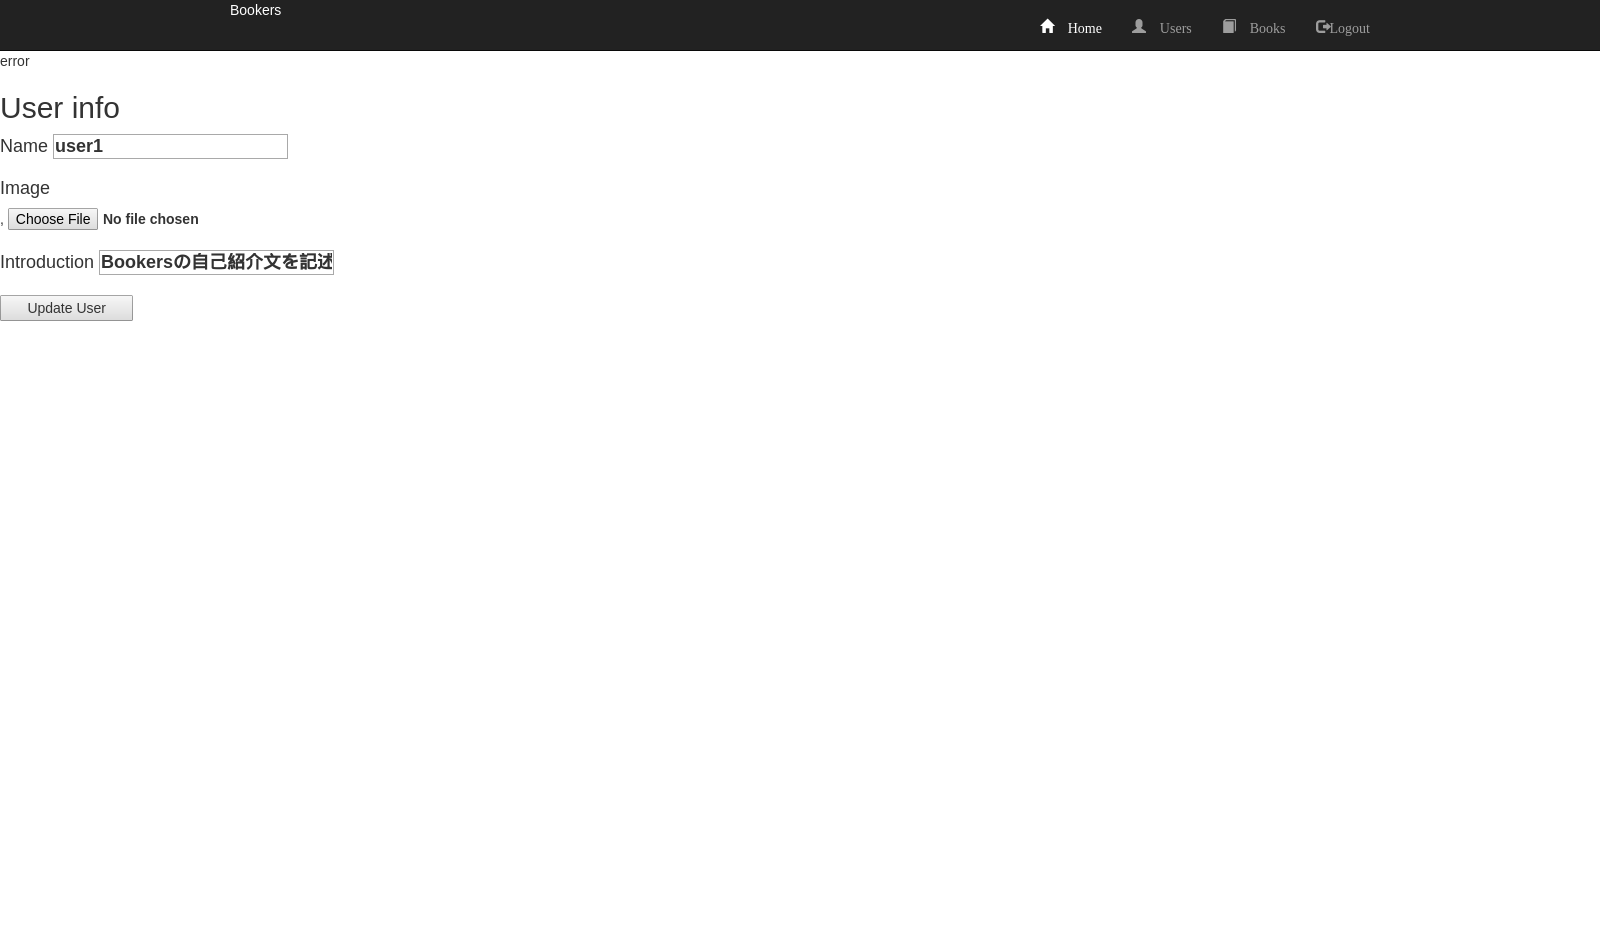 Bookers
Home Users Books Logout
error
User info
Name user1
Image
, Choose File No file chosen
Introduction Bookersの自己紹介文を記述
Update User